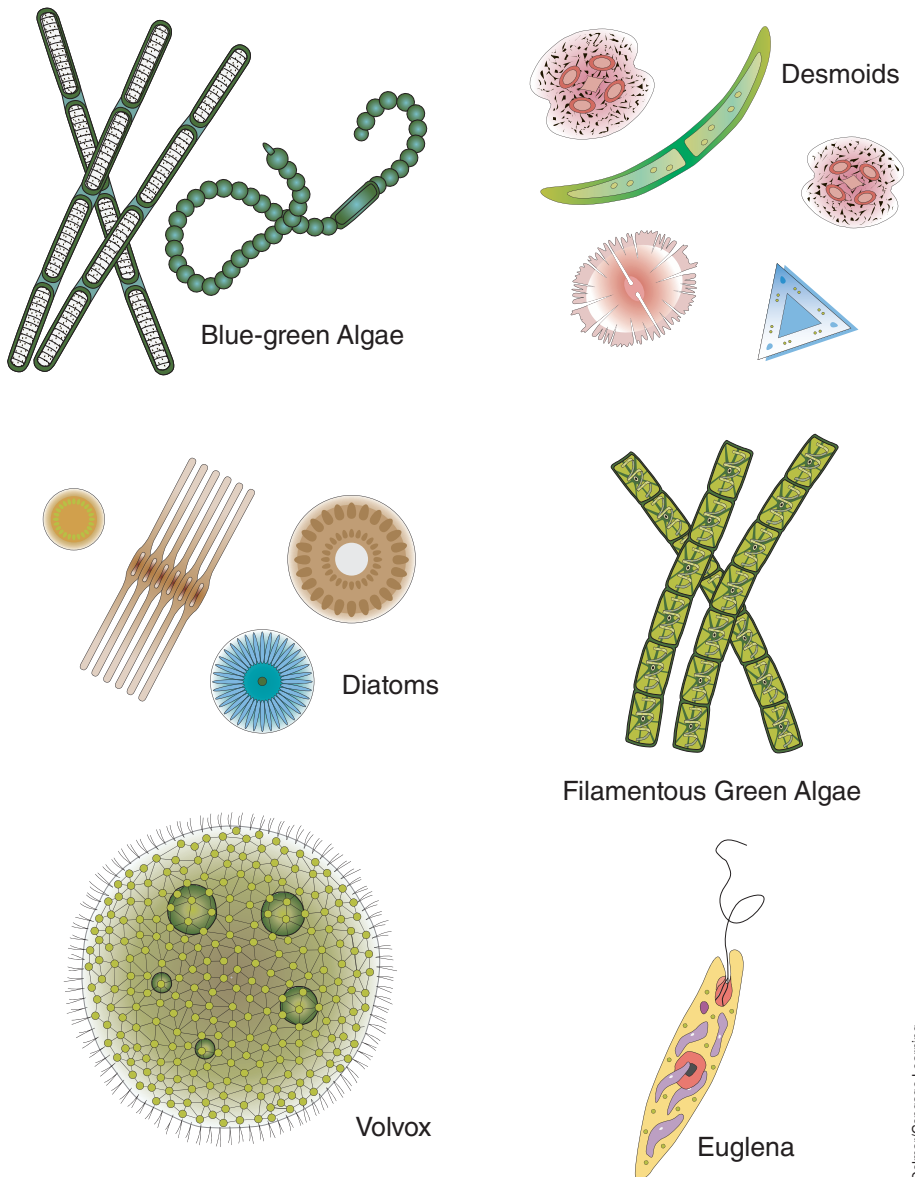 Desmoids
Blue-green Algae
Diatoms
Filamentous Green Algae
Volvox
Euglena